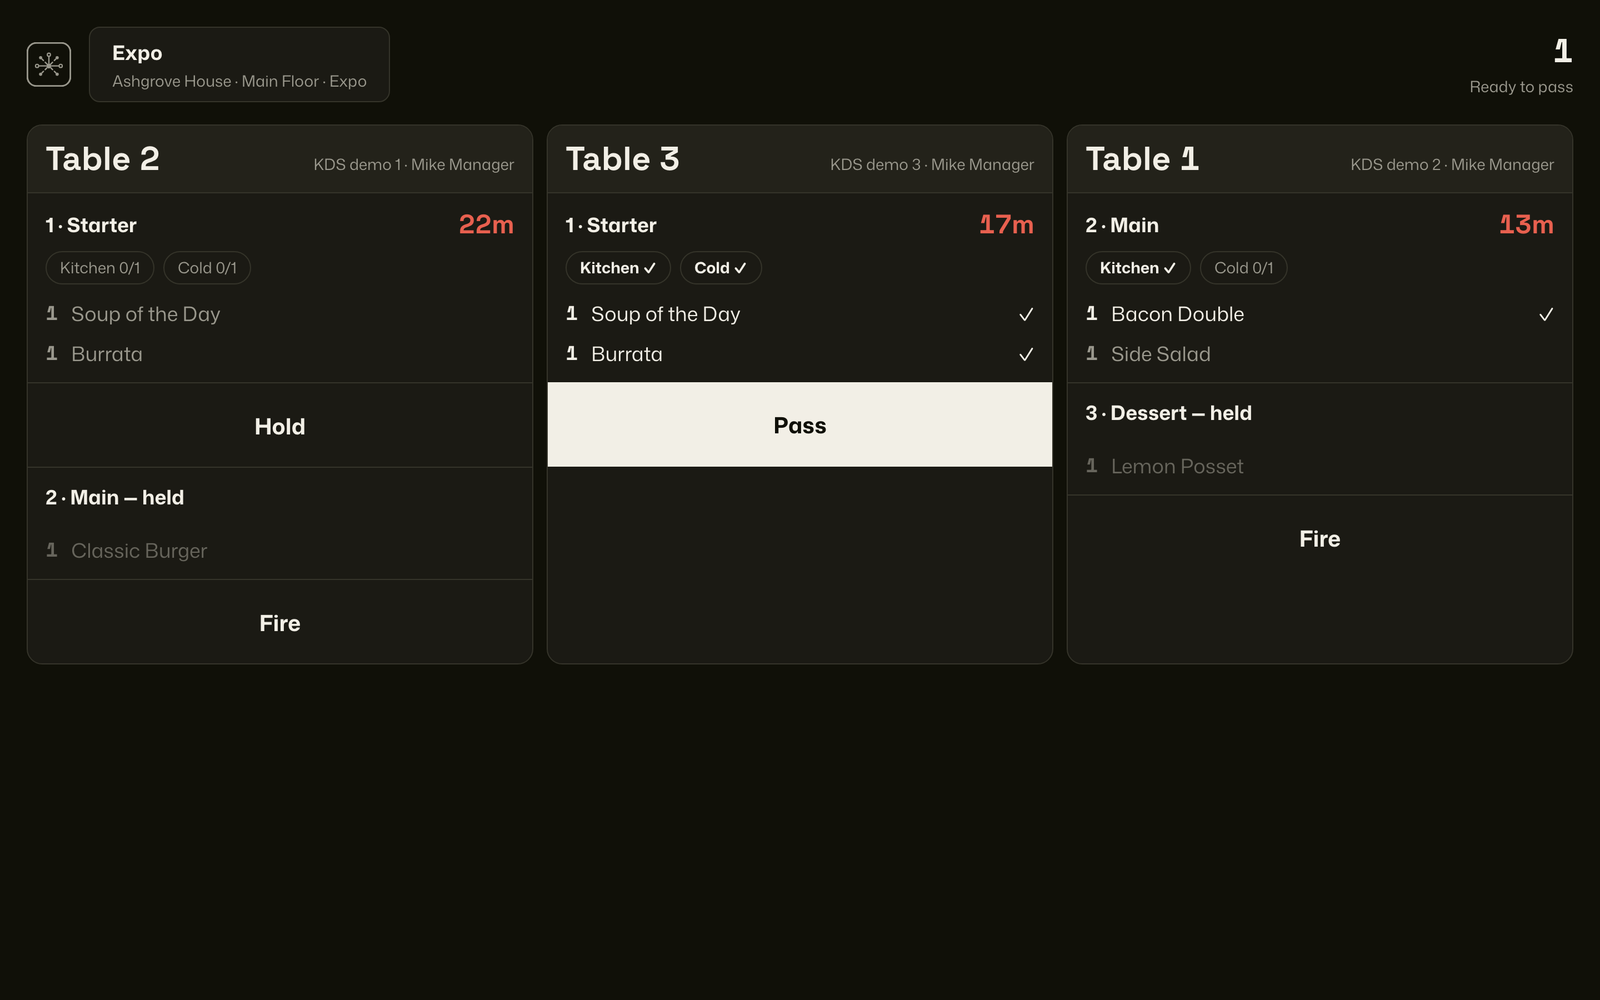 Expo
Ashgrove House · Main Floor · Expo
1
Ready to pass
Table 2
KDS demo 1 · Mike Manager
1 · Starter
22m
Kitchen 0/1
Cold 0/1
1 Soup of the Day
1 Burrata
Hold
2 · Main – held
1 Classic Burger
Fire
Table 3
KDS demo 3 · Mike Manager
1 · Starter
17m
Kitchen ✓
Cold ✓
1 Soup of the Day ✓
1 Burrata ✓
Pass
Table 1
KDS demo 2 · Mike Manager
2 · Main
13m
Kitchen ✓
Cold 0/1
1 Bacon Double ✓
1 Side Salad
3 · Dessert – held
1 Lemon Posset
Fire